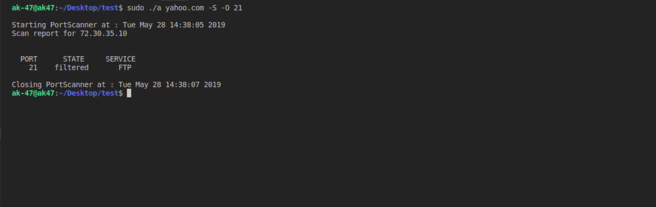 ak-47@ak47:~/Desktop/test$ sudo ./a yahoo.com -S -O 21
Starting PortScanner at : Tue May 28 14:38:05 2019
Scan report for 72.30.35.10
PORT STATE SERVICE
21 filtered FTP
Closing PortScanner at : Tue May 28 14:38:07 2019
ak-47@ak47:~/Desktop/test$